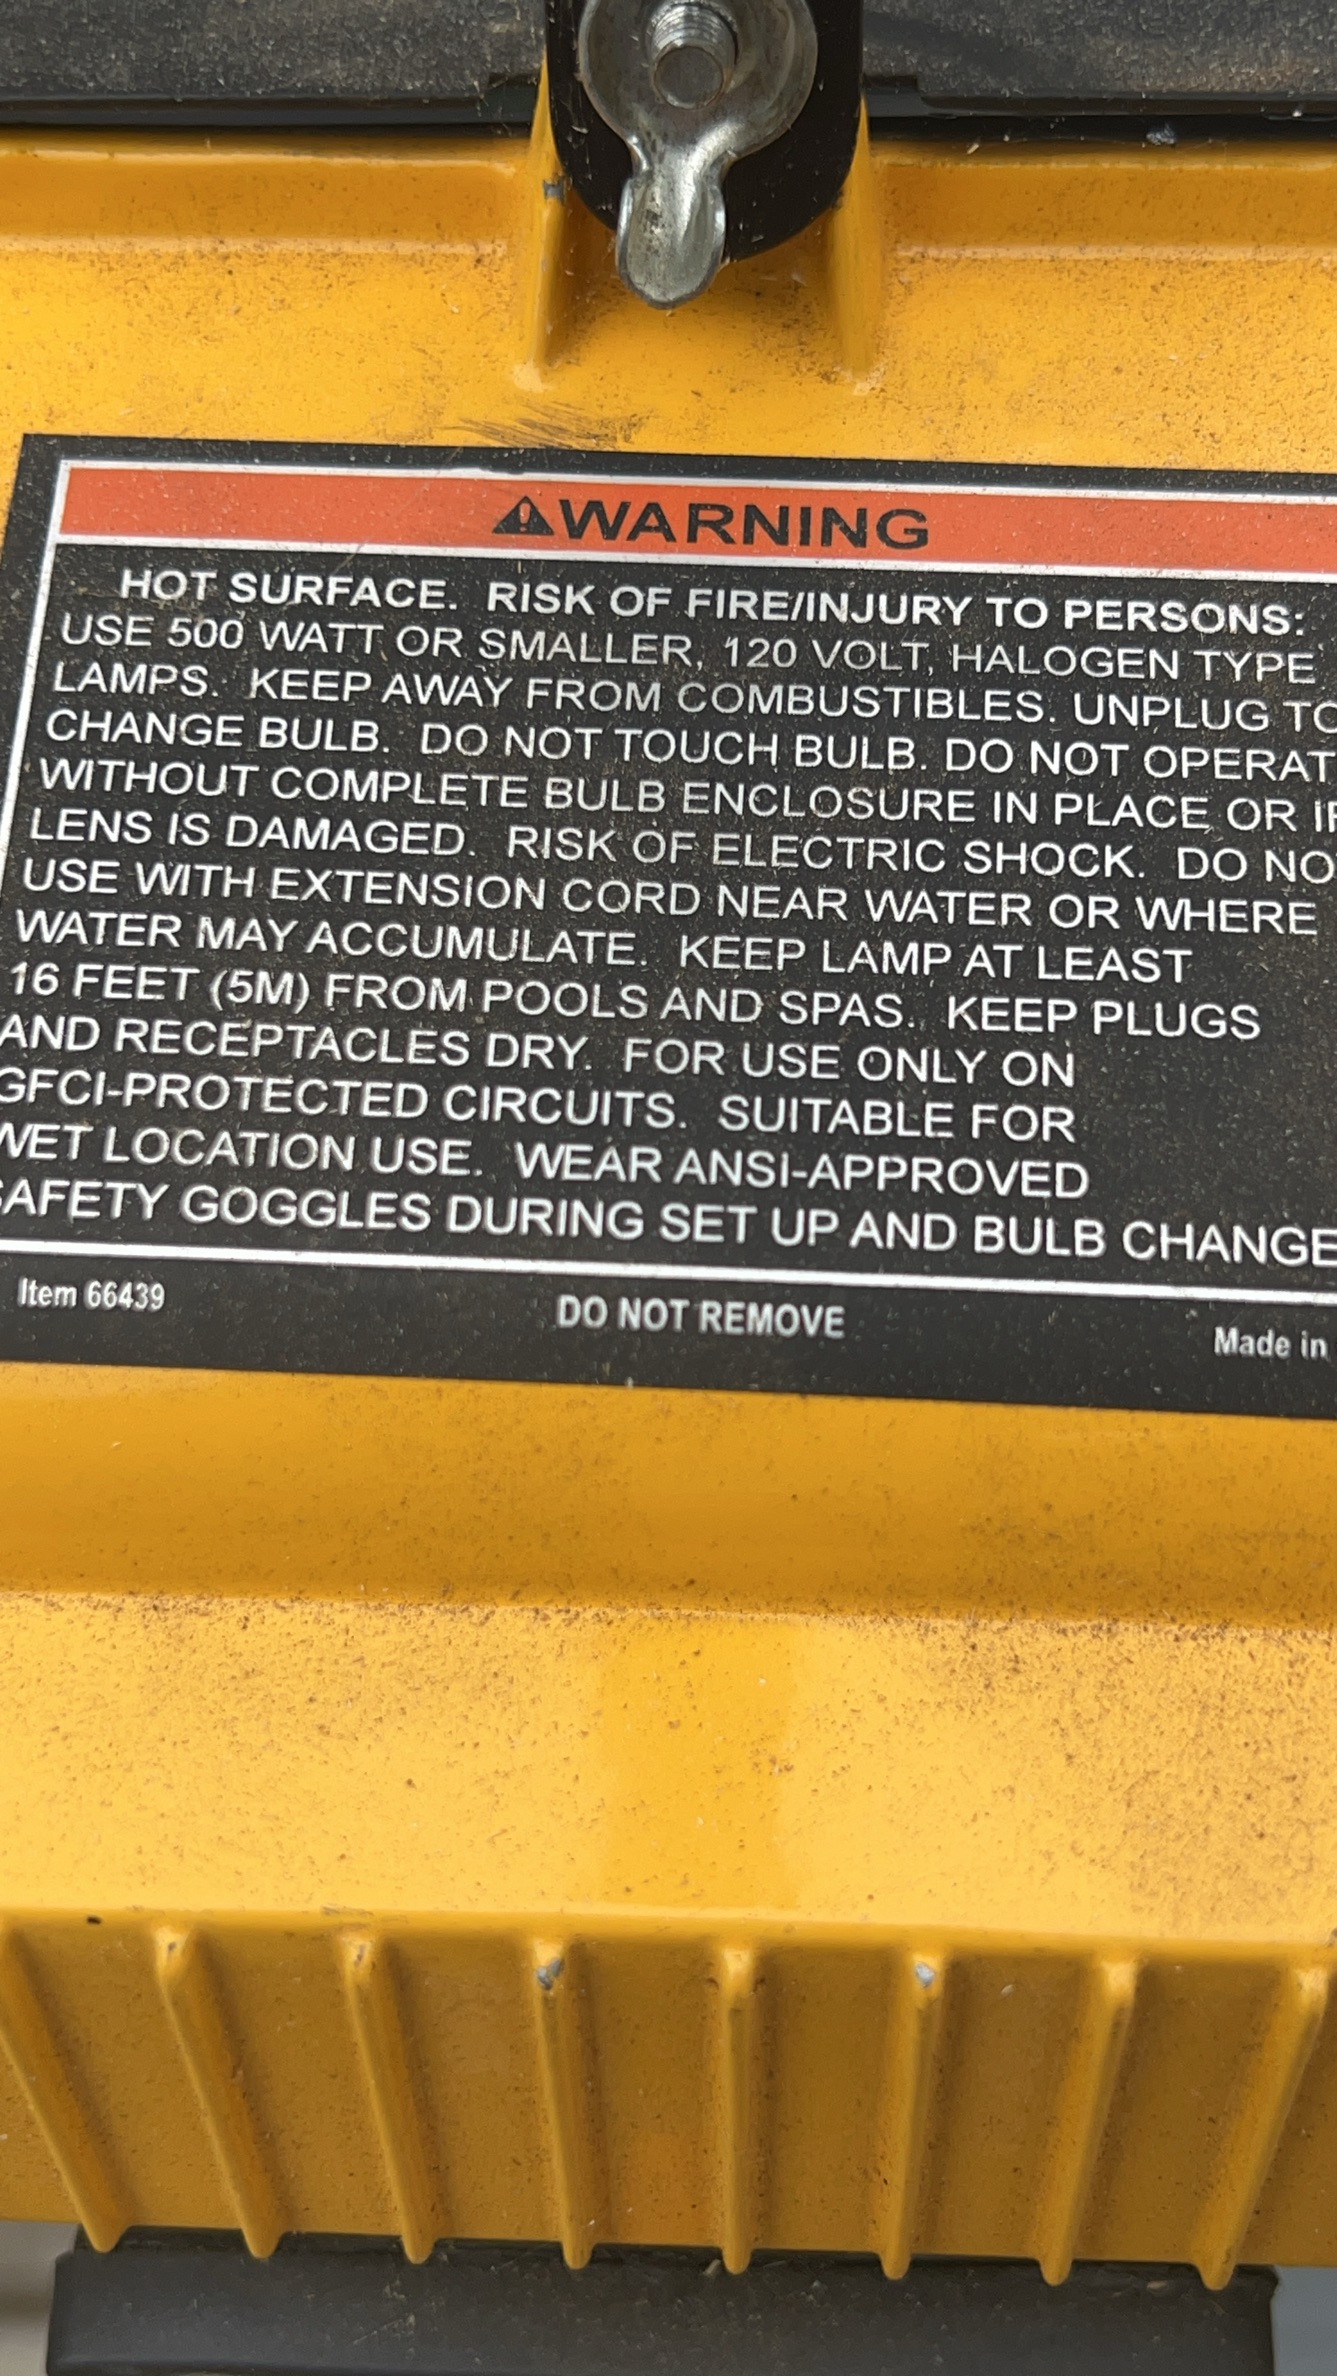 WARNING
HOT SURFACE. RISK OF FIRE/INJURY TO PERSONS:
USE 500 WATT OR SMALLER, 120 VOLT, HALOGEN TYPE
LAMPS. KEEP AWAY FROM COMBUSTIBLES. UNPLUG TO
CHANGE BULB. DO NOT TOUCH BULB. DO NOT OPERAT
WITHOUT COMPLETE BULB ENCLOSURE IN PLACE OR IF
LENS IS DAMAGED. RISK OF ELECTRIC SHOCK. DO NO
USE WITH EXTENSION CORD NEAR WATER OR WHERE
WATER MAY ACCUMULATE. KEEP LAMP AT LEAST
16 FEET (5M) FROM POOLS AND SPAS. KEEP PLUGS
AND RECEPTACLES DRY. FOR USE ONLY ON
GFCI-PROTECTED CIRCUITS. SUITABLE FOR
WET LOCATION USE. WEAR ANSI-APPROVED
SAFETY GOGGLES DURING SET UP AND BULB CHANGE
Item 66439 DO NOT REMOVE Made in